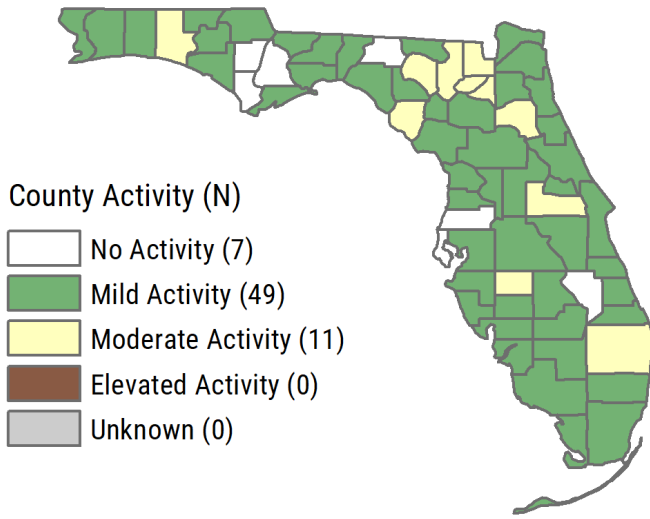 County Activity (N)
No Activity (7)
Mild Activity (49)
Moderate Activity (11)
Elevated Activity (0)
Unknown (0)